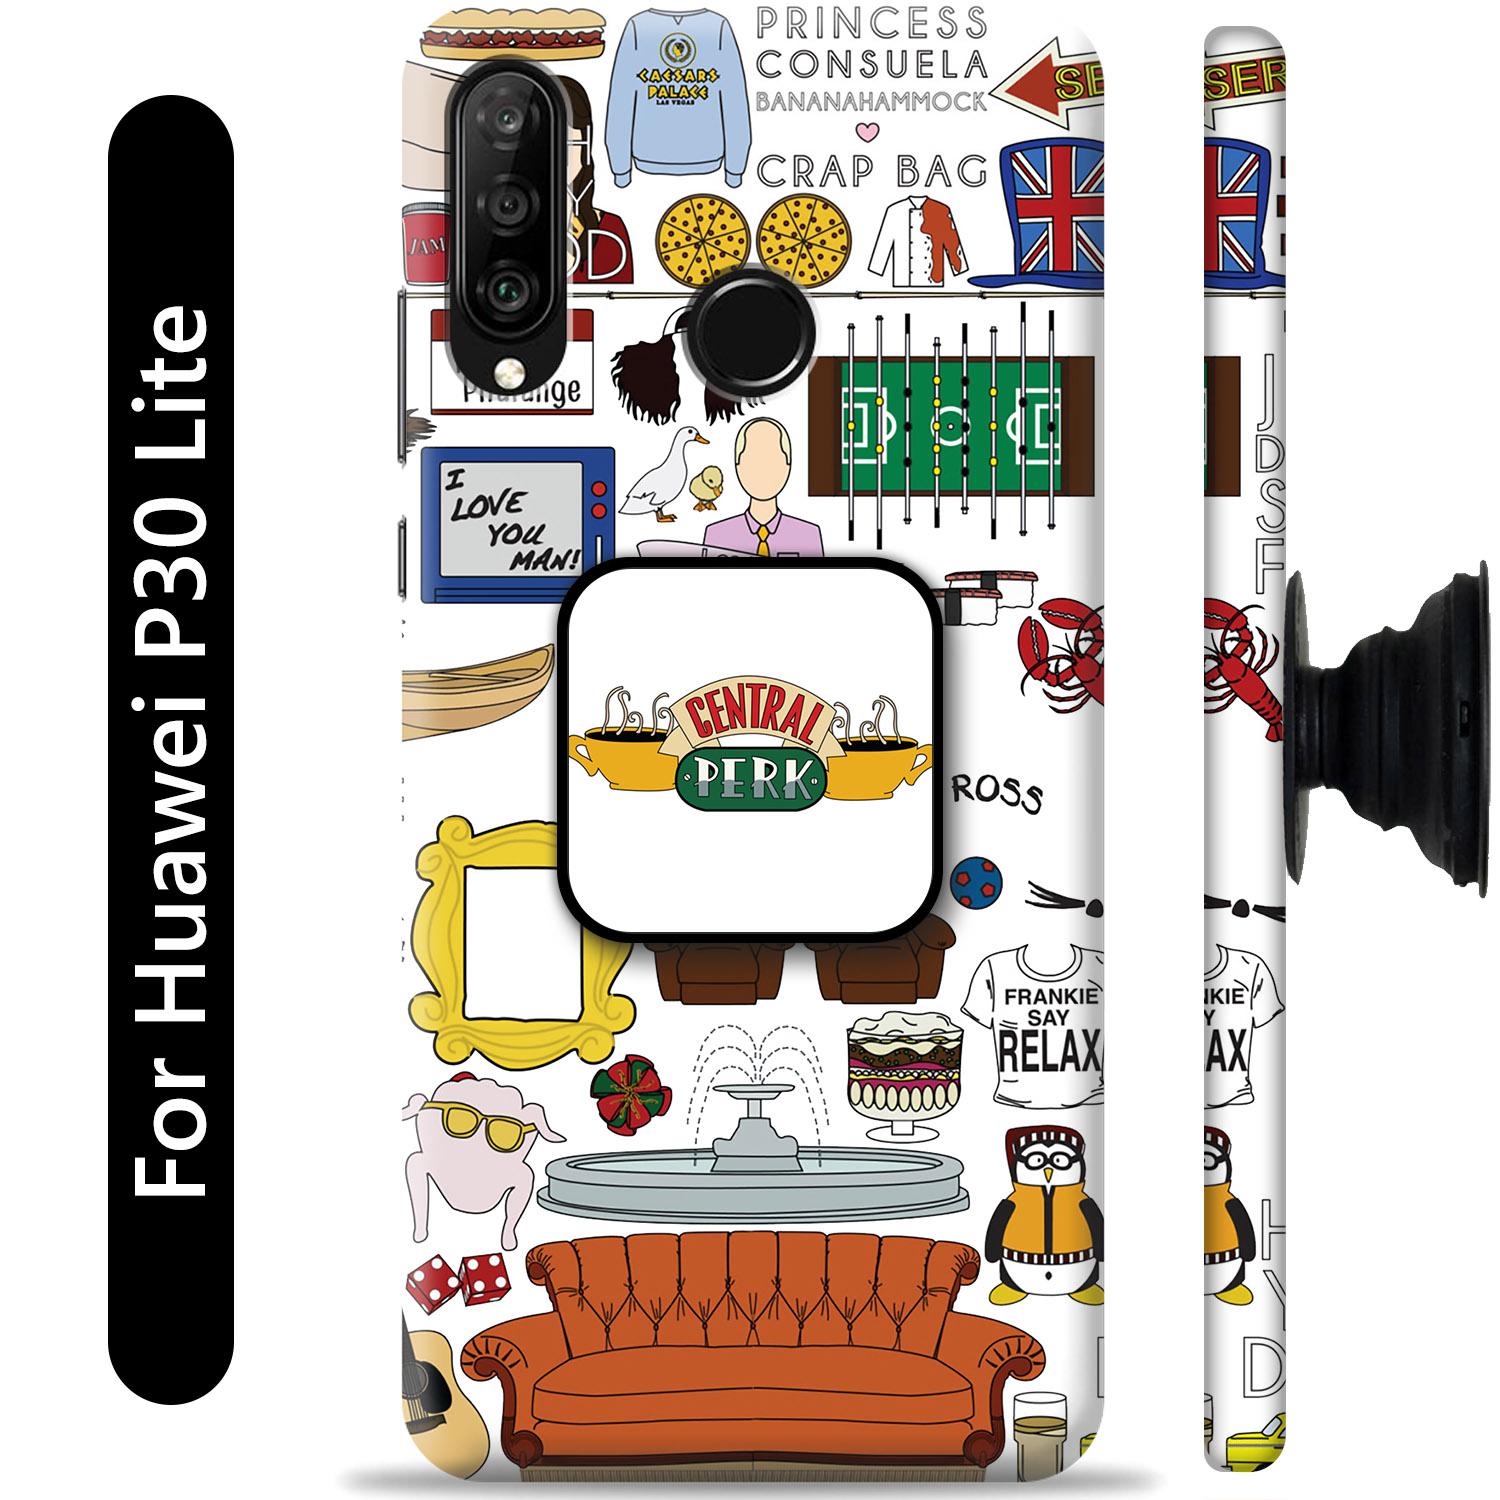 For Huawei P30 Lite
PRINCESS
CONSUELA
BANANAHAMMOCK
CRAP BAG
CAESARS
PALACE
LAS VEGAS
JAM
I
LOVE
YOU
MAN!
CENTRAL
PERK
ROSS
FRANKIE
SAY
RELAX